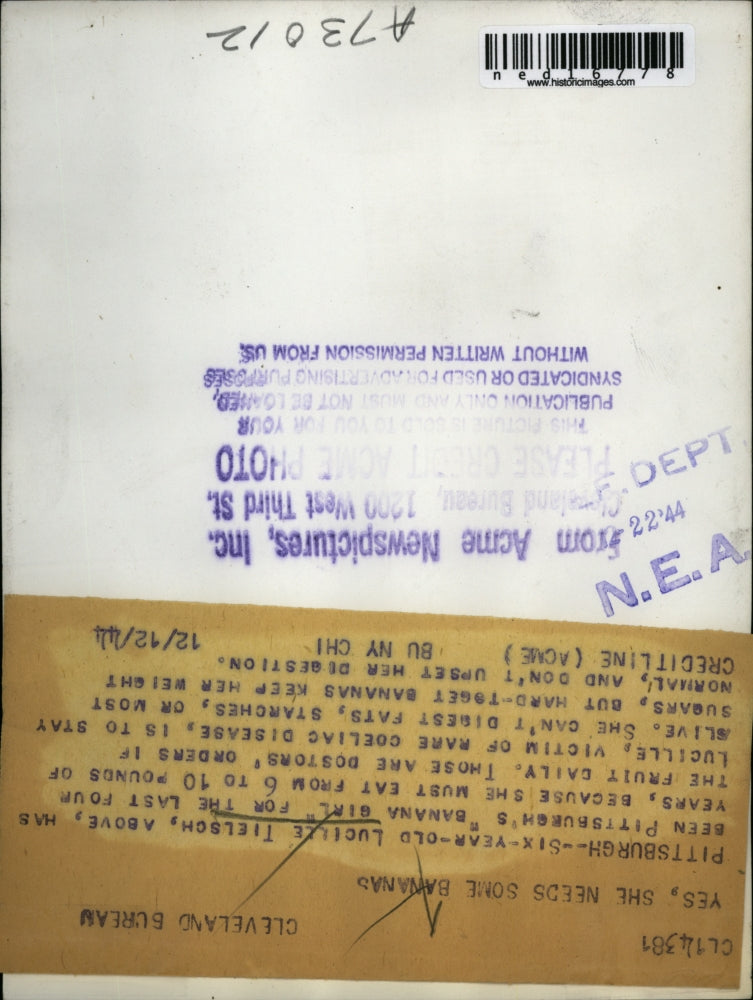 ned16778
www.historicimages.com
A73012
CL14381 CLEVELAND BUREAU
YES, SHE NEEDS SOME BANANAS
PITTSBURGH--SIX-YEAR-OLD LUCILLE TIELSCH, ABOVE, HAS
BEEN PITTSBURGH'S "BANANA GIRL" FOR THE LAST FOUR
YEARS, BECAUSE SHE MUST EAT FROM 6 TO 10 POUNDS OF
THE FRUIT DAILY. THOSE ARE DOSTORS' ORDERS IF
LUCILLE, VICTIM OF RARE COELIAC DISEASE, IS TO STAY
ALIVE. SHE CAN'T DIGEST FATS, STARCHES, OR MOST
SUGARS, BUT HARD-TOGET BANANAS KEEP HER WEIGHT
NORMAL, AND DON'T UPSET HER DIGESTION.
CREDITLINE (ACME) BU NY CHI 12/12/44
From Acme Newspictures, Inc.
Cleveland Bureau, 1200 West Third St.
PLEASE CREDIT ACME PHOTO
THIS PICTURE IS SOLD TO YOU FOR YOUR
PUBLICATION ONLY AND MUST NOT BE LOANED,
SYNDICATED OR USED FOR ADVERTISING PURPOSES
WITHOUT WRITTEN PERMISSION FROM US.
DEPT
22'44
N.E.A.